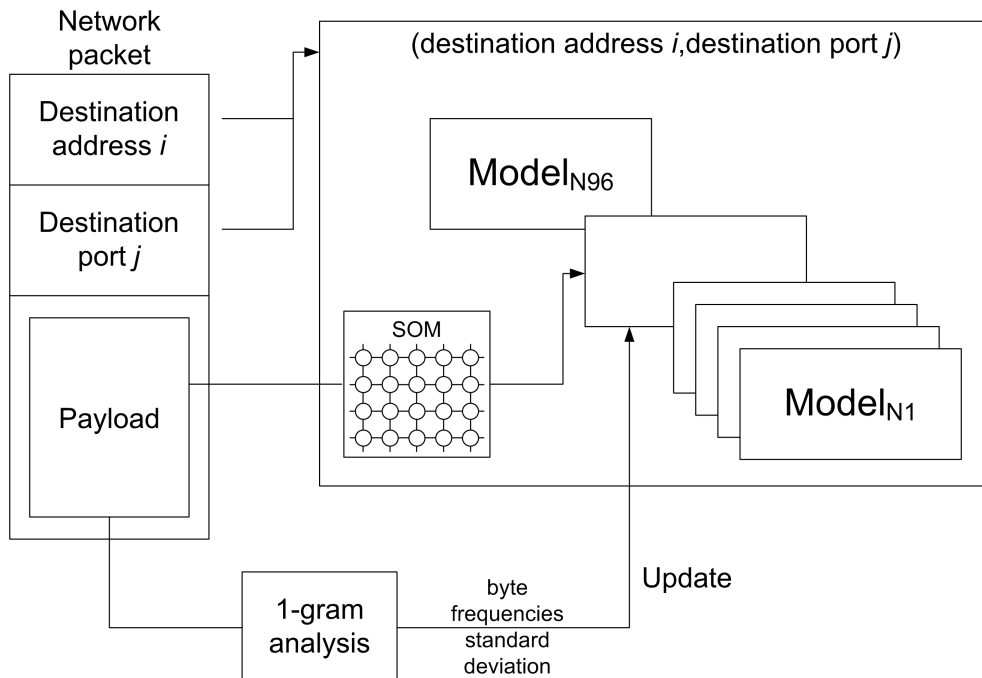 Network
packet
Destination
address i
Destination
port j
Payload
(destination address i,destination port j)
ModelN96
SOM
ModelN1
1-gram
analysis
byte
frequencies
standard
deviation
Update